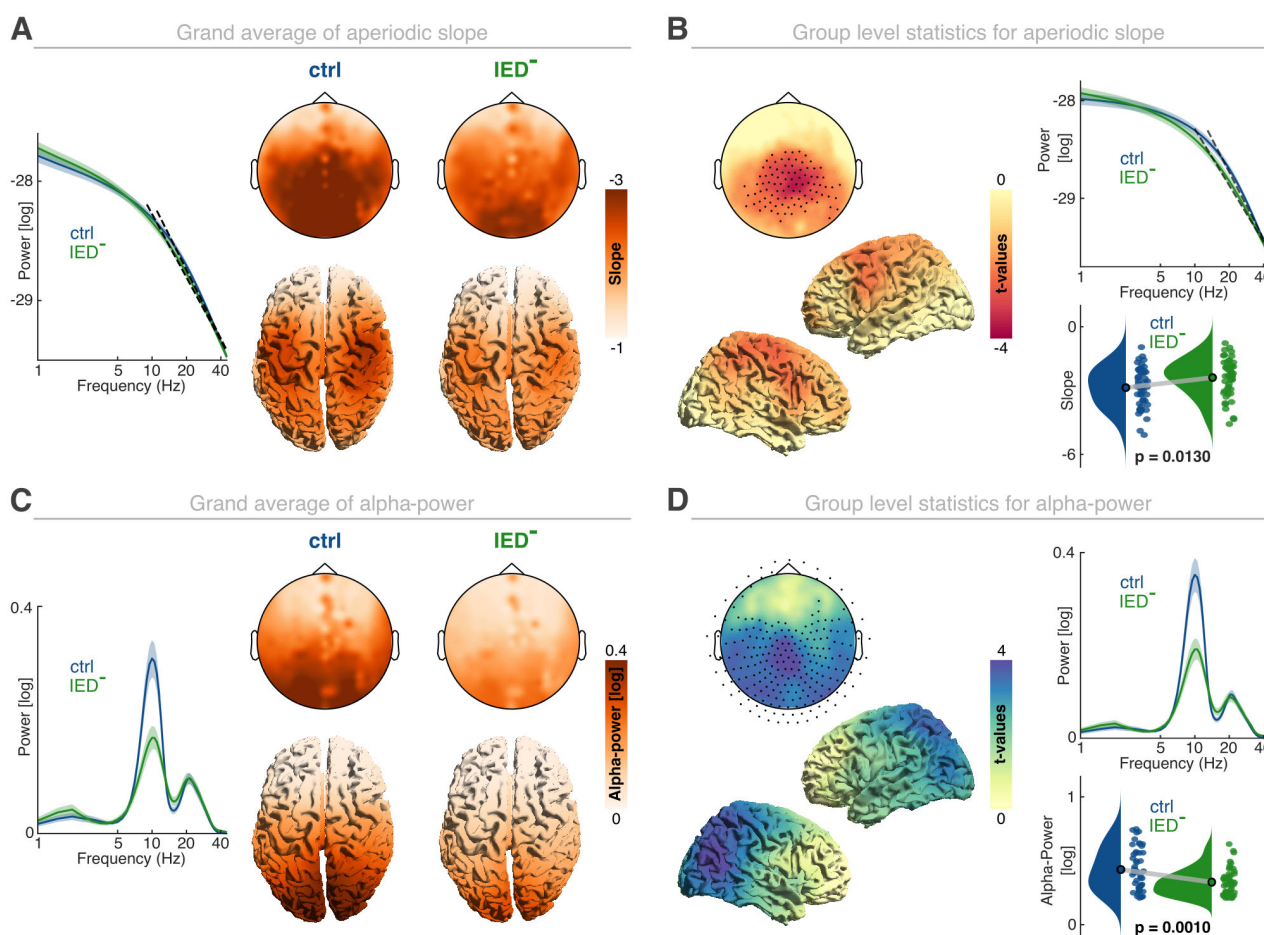 A
Grand average of aperiodic slope
ctrl
IED-
-28
-29
Power [log]
ctrl
IED-
1
5
10
20
40
Frequency (Hz)
-3
Slope
-1
B
Group level statistics for aperiodic slope
0
t-values
-4
-28
-29
Power
[log]
ctrl
IED-
1
5
10
20
40
Frequency (Hz)
0
Slope
-6
ctrl
IED-
p = 0.0130
C
Grand average of alpha-power
ctrl
IED-
0.4
Power [log]
0
ctrl
IED-
1
5
10
20
40
Frequency (Hz)
0.4
Alpha-power [log]
0
D
Group level statistics for alpha-power
4
t-values
0
0.4
Power [log]
0
ctrl
IED-
1
5
10
20
40
Frequency (Hz)
1
Alpha-Power
[log]
0
ctrl
IED-
p = 0.0010